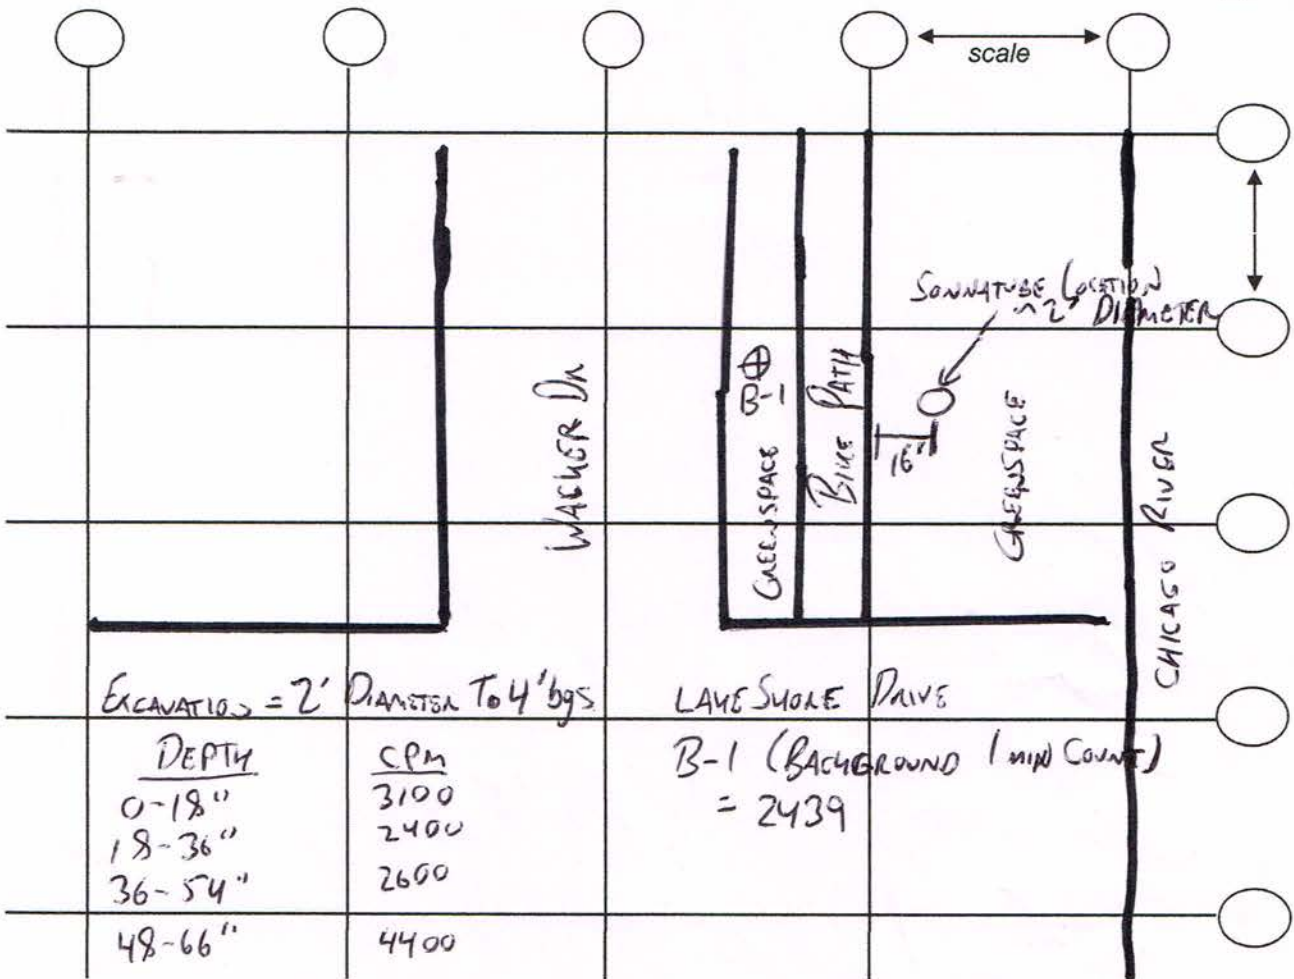 scale
SONNATUBE LOCATION
~2' DIAMETER
WACKER DR
B-1
GREENSPACE
BIKE PATH
16"
GREENSPACE
CHICAGO RIVER
EXCAVATION = 2' DIAMETER TO 4' bgs
LAKE SHORE DRIVE
DEPTH CPM
0-18" 3100
18-36" 2400
36-54" 2600
48-66" 4400
B-1 (BACKGROUND 1 MIN COUNT)
= 2439